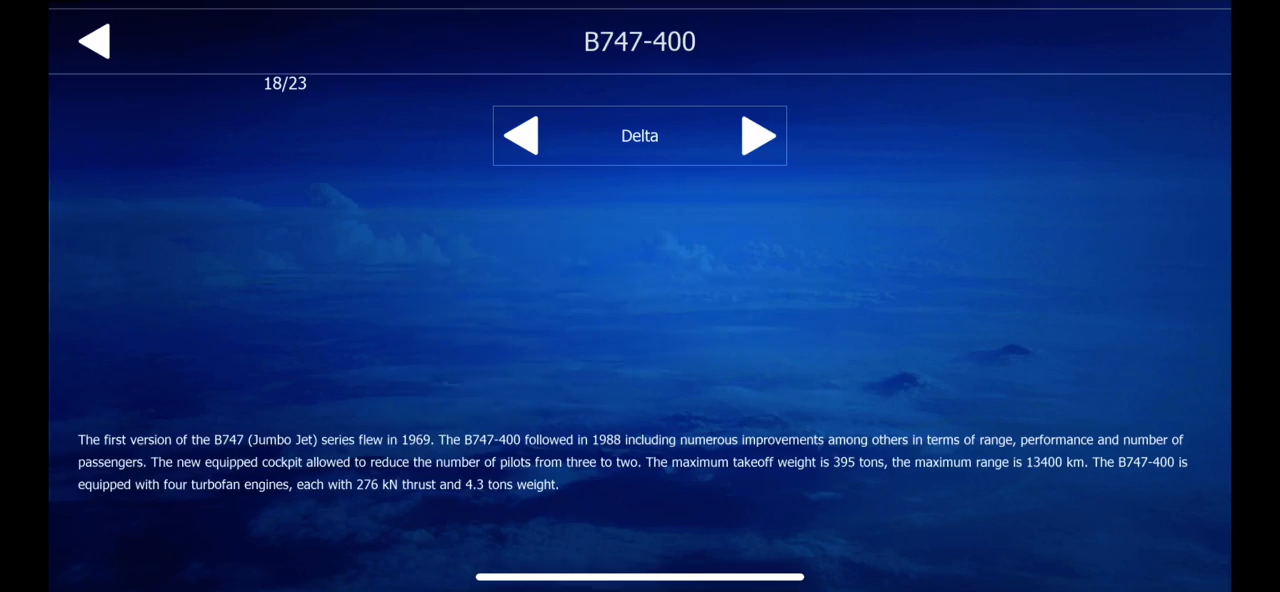 B747-400
18/23
Delta
The first version of the B747 (Jumbo Jet) series flew in 1969. The B747-400 followed in 1988 including numerous improvements among others in terms of range, performance and number of
passengers. The new equipped cockpit allowed to reduce the number of pilots from three to two. The maximum takeoff weight is 395 tons, the maximum range is 13400 km. The B747-400 is
equipped with four turbofan engines, each with 276 kN thrust and 4.3 tons weight.